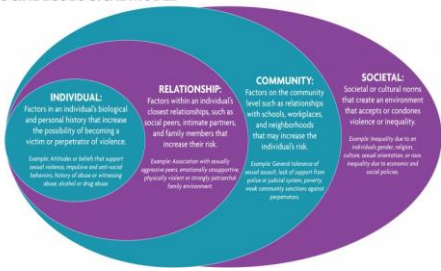 INDIVIDUAL:
Factors in an individual's biological
and personal history that increase
the possibility of becoming a
victim or perpetrator of violence.
Example: Attitudes or beliefs that support
sexual violence; impulsive and anti-social
behaviors; history of abuse or witnessing
abuse; alcohol or drug abuse.
RELATIONSHIP:
Factors within an individual's
closest relationships, such as
social peers, intimate partners,
and family members that
increase their risk.
Example: Association with sexually
aggressive peers; emotionally unsupportive,
physically violent or strongly patriarchal
family environment.
COMMUNITY:
Factors on the community
level such as relationships
with schools, workplaces,
and neighborhoods
that may increase the
individual's risk.
Example: General tolerance of
sexual assault; lack of support from
police or judicial system; poverty;
weak community sanctions against
perpetrators.
SOCIETAL:
Societal or cultural norms
that create an environment
that accepts or condones
violence or inequality.
Example: Inequality due to an
individuals gender, religion,
culture, sexual orientation, or race;
inequality due to economic and
social policies.